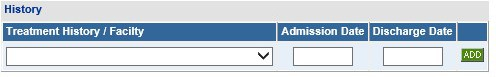 History
Treatment History / Facilty Admission Date Discharge Date
ADD